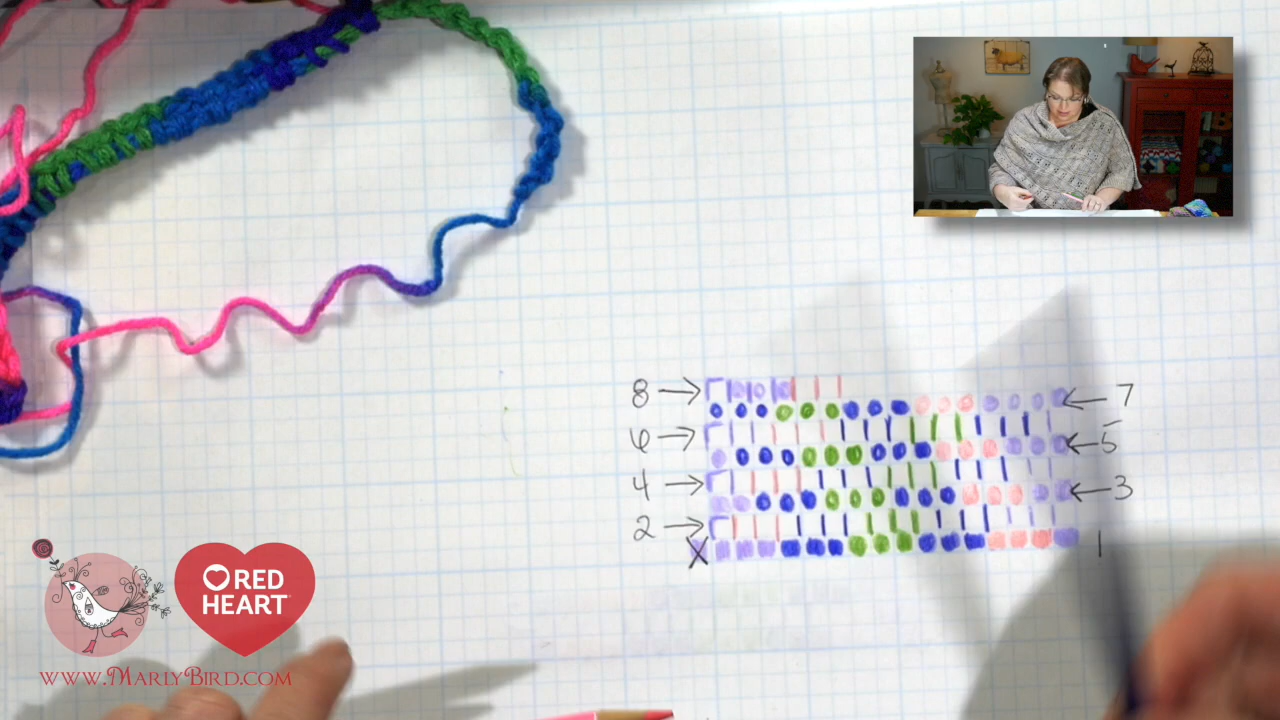 8 → ← 7
6 → ← 5
4 → ← 3
2 →
X 1
RED
HEART
www.MarlyBird.com